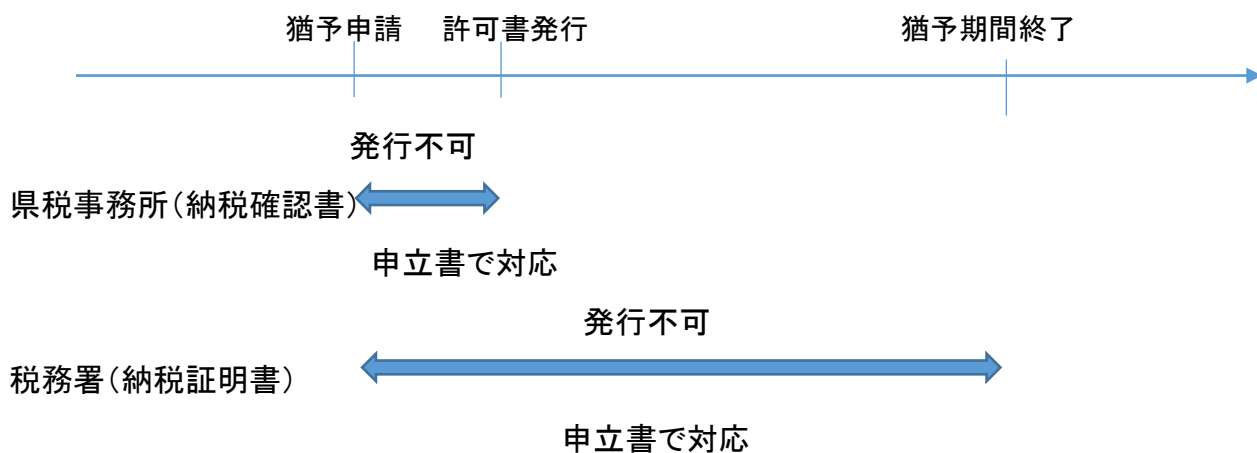 猶予申請 許可書発行 猶予期間終了
発行不可
県税事務所(納税確認書)
申立書で対応
発行不可
税務署(納税証明書)
申立書で対応